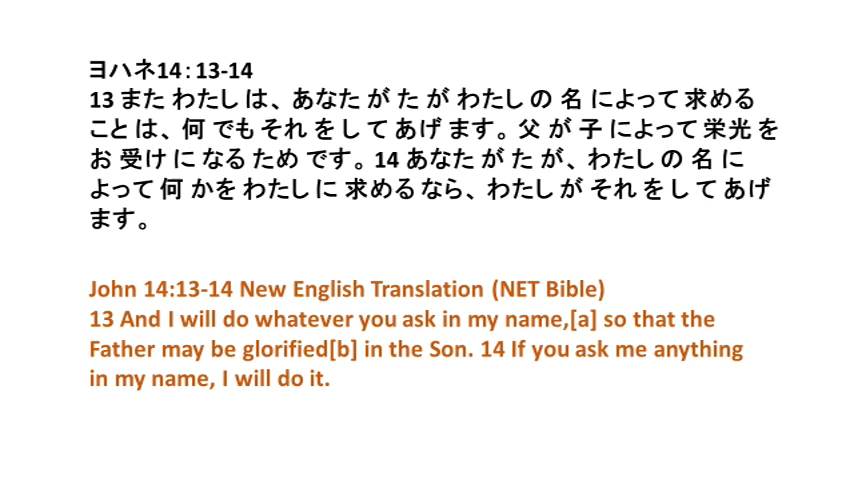 ヨハネ14：13-14
13 また わたし は、 あなた が た が わたし の 名 によって 求める
こと は、 何 でも それ を し て あげ ます。 父 が 子 によって 栄光 を
お 受け に なる ため です。 14 あなた が た が、 わたし の 名 に
よって 何 かを わたし に 求める なら、 わたし が それ を し て あげ
ます。
John 14:13-14 New English Translation (NET Bible)
13 And I will do whatever you ask in my name,[a] so that the
Father may be glorified[b] in the Son. 14 If you ask me anything
in my name, I will do it.